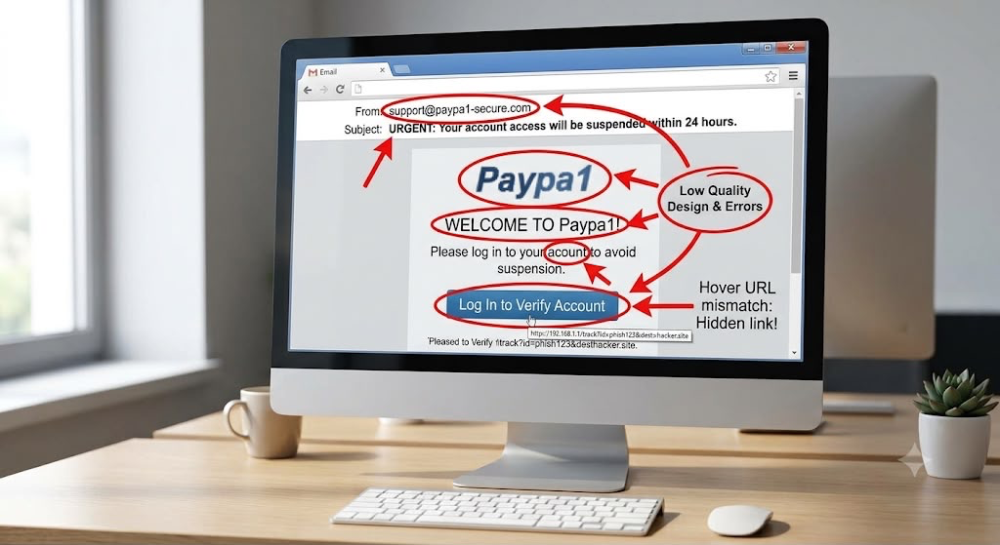 Email
From: support@paypa1-secure.com
Subject: URGENT: Your account access will be suspended within 24 hours.
Paypa1
WELCOME TO Paypa1!
Please log in to your acount to avoid
suspension.
Log In to Verify Account
http://192.168.1.1/track?id=phish123&dest=hacker.site
*Pleased to Verify !track?id=phish123&desthacker.site.
Low Quality
Design & Errors
Hover URL
mismatch:
Hidden link!